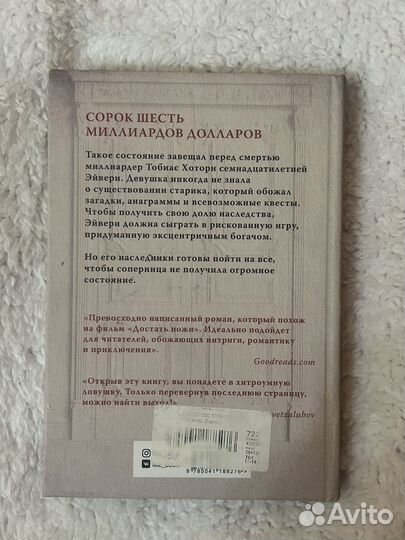 СОРОК ШЕСТЬ
МИЛЛИАРДОВ ДОЛЛАРОВ
Такое состояние завещал перед смертью
миллиардер Тобиас Хоторн семнадцатилетней
Эйвери. Девушка никогда не знала
о существовании старика, который обожал
загадки, анаграммы и всевозможные квесты.
Чтобы получить свою долю наследства,
Эйвери должна сыграть в рискованную игру,
придуманную эксцентричным богачом.
Но его наследники готовы пойти на все,
чтобы соперница не получила огромное
состояние.
«Превосходно написанный роман, который похож
на фильм «Достать ножи». Идеально подойдет
для читателей, обожающих интриги, романтику
и приключения».
Goodreads.com
«Открыв эту книгу, вы попадете в хитроумную
ловушку. Только перевернув последнюю страницу,
можно найти выход!»
vetzalubov
9 785041 188276 >
Avito